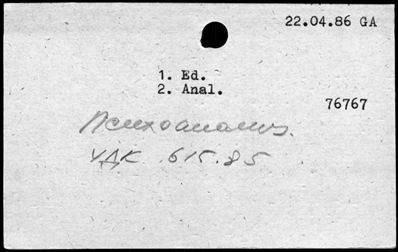 22.04.86 GA
1. Ed.
2. Anal.
76767
Психоанализ.
УДК 615.85